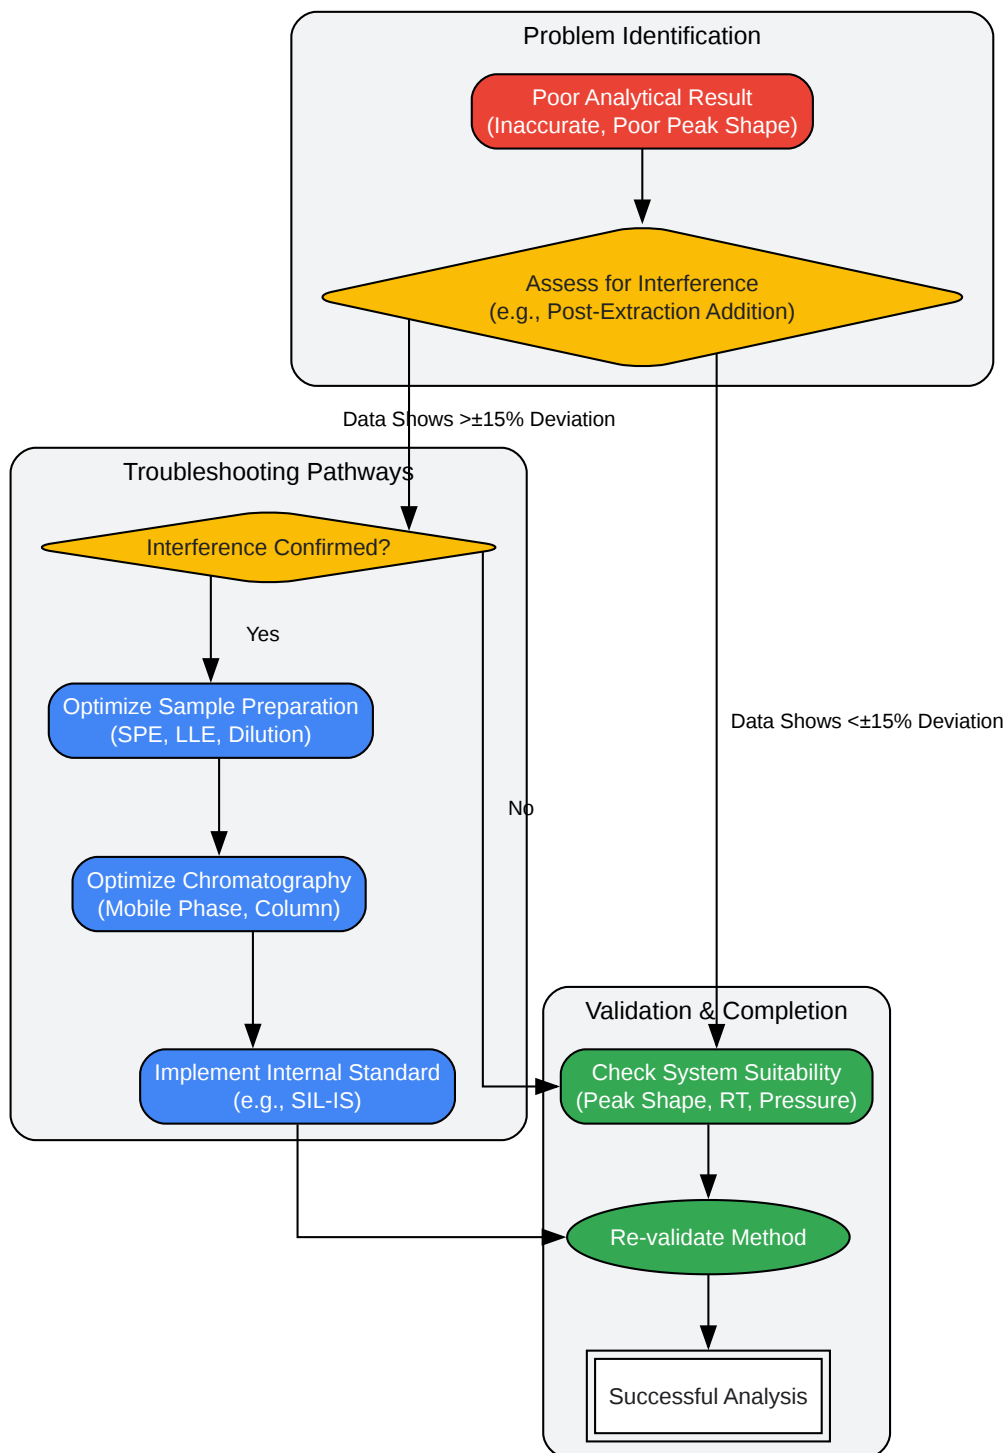 Problem Identification
Poor Analytical Result
(Inaccurate, Poor Peak Shape)
Assess for Interference
(e.g., Post-Extraction Addition)
Data Shows >±15% Deviation
Troubleshooting Pathways
Interference Confirmed?
Yes
Optimize Sample Preparation
(SPE, LLE, Dilution)
Data Shows <±15% Deviation
No
Optimize Chromatography
(Mobile Phase, Column)
Validation & Completion
Implement Internal Standard
(e.g., SIL-IS)
Check System Suitability
(Peak Shape, RT, Pressure)
Re-validate Method
Successful Analysis